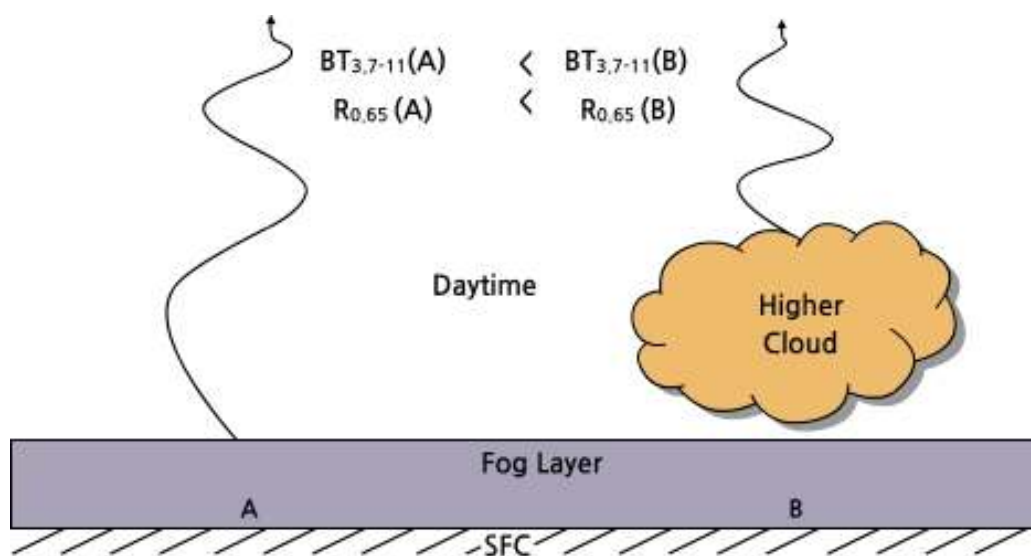 BT3,7-11(A) < BT3,7-11(B)
R0,65 (A) < R0,65 (B)
Daytime
Higher
Cloud
Fog Layer
A B
SFC